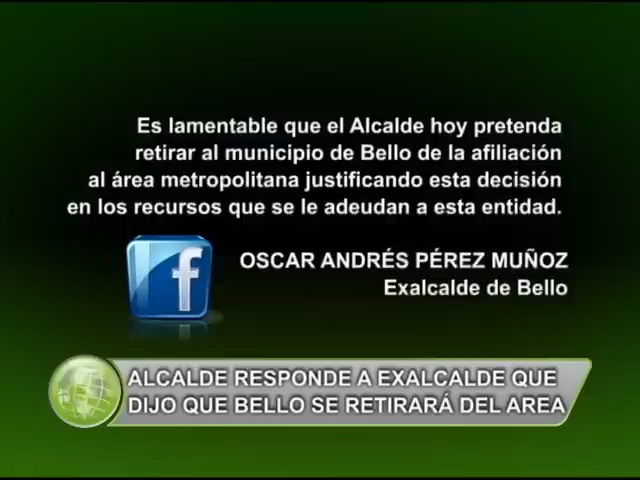 Es lamentable que el Alcalde hoy pretenda
retirar al municipio de Bello de la afiliación
al área metropolitana justificando esta decisión
en los recursos que se le adeudan a esta entidad.
f
OSCAR ANDRÉS PÉREZ MUÑOZ
Exalcalde de Bello
ALCALDE RESPONDE A EXALCALDE QUE
DIJO QUE BELLO SE RETIRARÁ DEL AREA